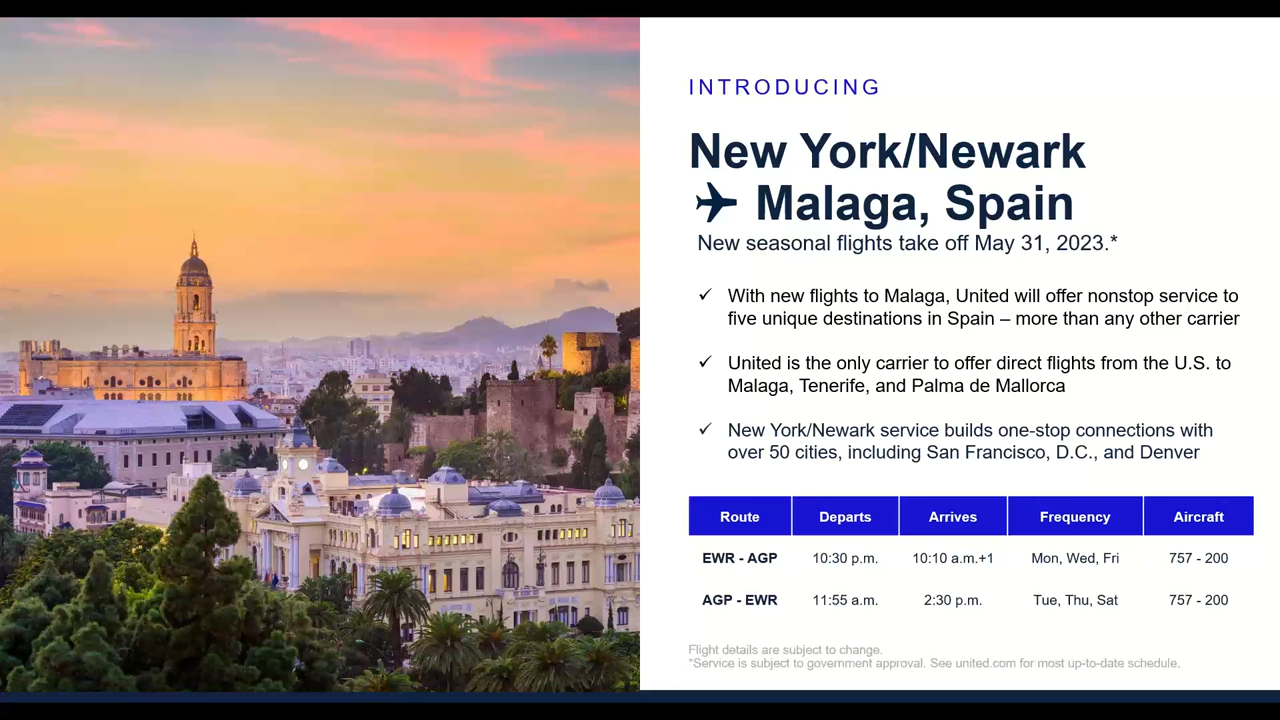 INTRODUCING
New York/Newark
✈ Malaga, Spain
New seasonal flights take off May 31, 2023.*
✓ With new flights to Malaga, United will offer nonstop service to
five unique destinations in Spain – more than any other carrier
✓ United is the only carrier to offer direct flights from the U.S. to
Malaga, Tenerife, and Palma de Mallorca
✓ New York/Newark service builds one-stop connections with
over 50 cities, including San Francisco, D.C., and Denver
Route Departs Arrives Frequency Aircraft
EWR - AGP 10:30 p.m. 10:10 a.m.+1 Mon, Wed, Fri 757 - 200
AGP - EWR 11:55 a.m. 2:30 p.m. Tue, Thu, Sat 757 - 200
Flight details are subject to change.
*Service is subject to government approval. See united.com for most up-to-date schedule.